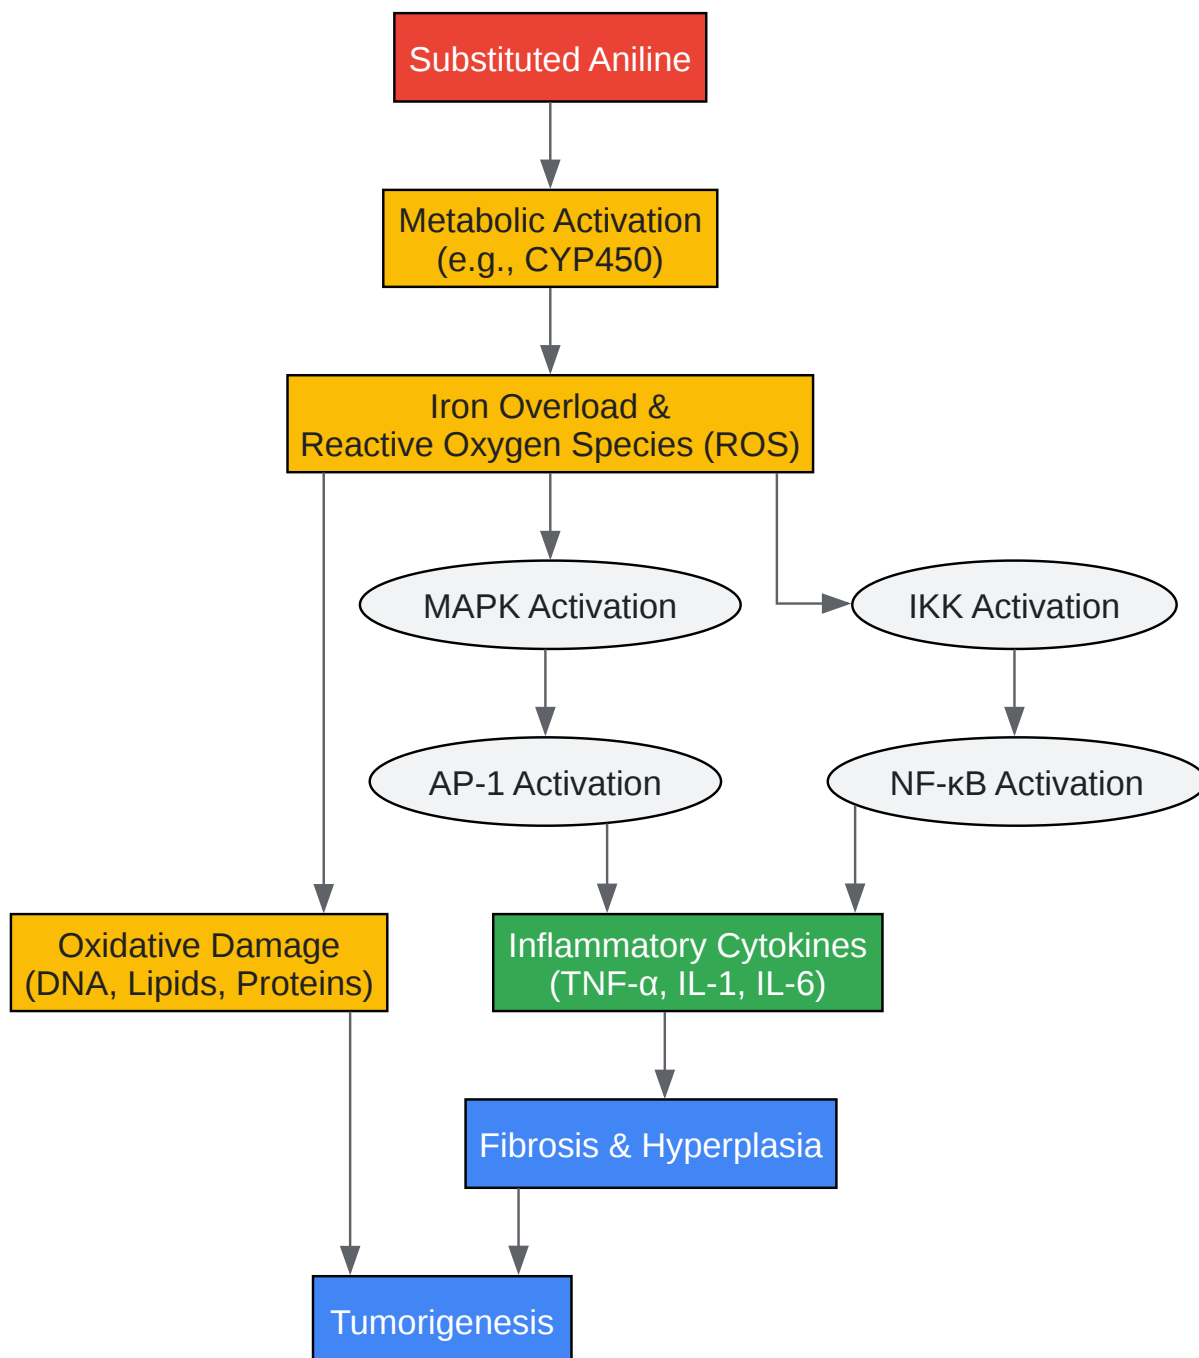 Substituted Aniline
Metabolic Activation
(e.g., CYP450)
Iron Overload &
Reactive Oxygen Species (ROS)
MAPK Activation
IKK Activation
AP-1 Activation
NF-κB Activation
Oxidative Damage
(DNA, Lipids, Proteins)
Inflammatory Cytokines
(TNF-α, IL-1, IL-6)
Fibrosis & Hyperplasia
Tumorigenesis